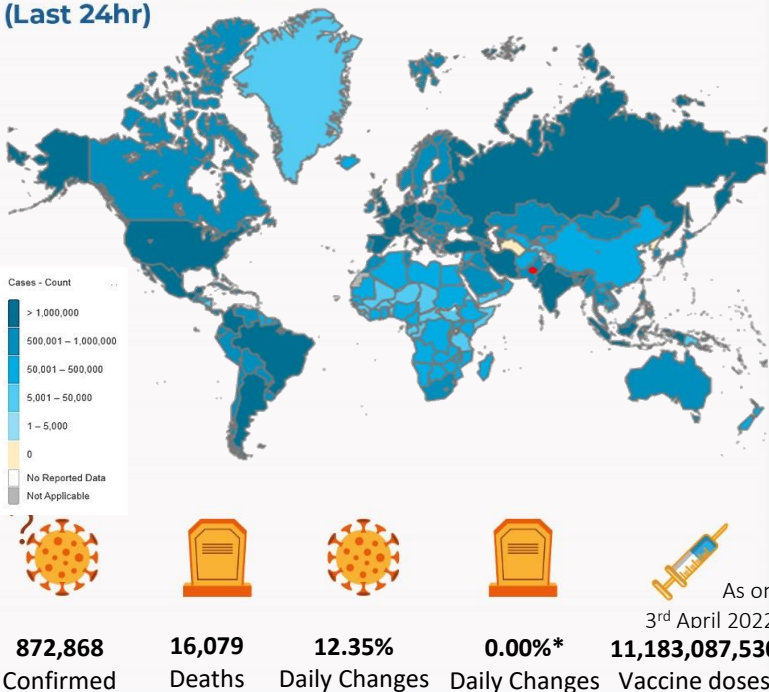 (Last 24hr)
Cases - Count
> 1,000,000
500,001 – 1,000,000
50,001 – 500,000
5,001 – 50,000
1 – 5,000
0
No Reported Data
Not Applicable
?
As on
3rd April 2022
872,868 16,079 12.35% 0.00%* 11,183,087,530
Confirmed Deaths Daily Changes Daily Changes Vaccine doses